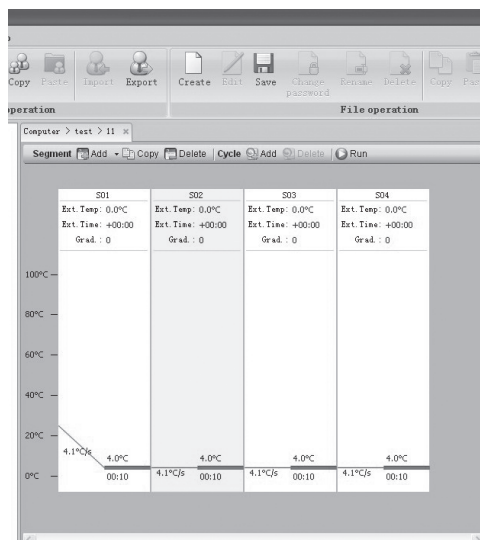 Copy Paste Import Export Create Edit Save Change password Rename Delete Copy
peration File operation
Computer > test > 11 ×
Segment Add Copy Delete Cycle Add Delete Run
S01 S02 S03 S04
Ext.Temp: 0.0°C Ext.Temp: 0.0°C Ext.Temp: 0.0°C Ext.Temp: 0.0°C
Ext.Time: +00:00 Ext.Time: +00:00 Ext.Time: +00:00 Ext.Time: +00:00
Grad.: 0 Grad.: 0 Grad.: 0 Grad.: 0
100°C
80°C
60°C
40°C
20°C
4.1°C/s 4.0°C 4.0°C 4.0°C 4.0°C
0°C 00:10 4.1°C/s 00:10 4.1°C/s 00:10 4.1°C/s 00:10